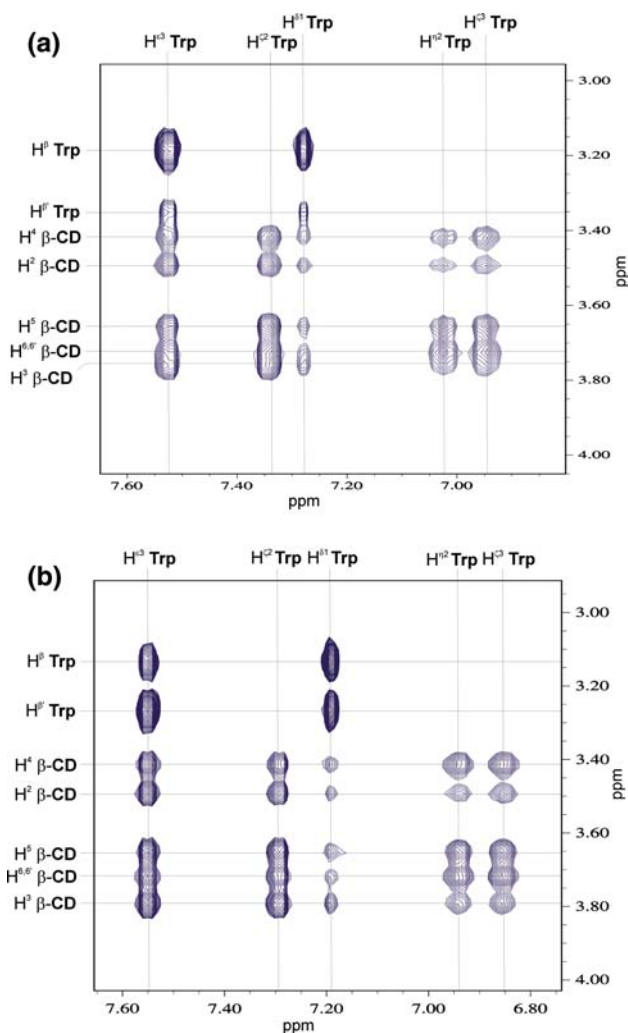 (a)
Hε3 Trp
Hζ2 Trp
Hδ1 Trp
Hη2 Trp
Hζ3 Trp
Hβ Trp
Hβ' Trp
H4 β-CD
H2 β-CD
H5 β-CD
H6,6' β-CD
H3 β-CD
3.00
3.20
3.40
3.60
3.80
4.00
ppm
7.60
7.40
7.20
7.00
ppm
(b)
Hε3 Trp
Hζ2 Trp
Hδ1 Trp
Hη2 Trp
Hζ3 Trp
Hβ Trp
Hβ' Trp
H4 β-CD
H2 β-CD
H5 β-CD
H6,6' β-CD
H3 β-CD
3.00
3.20
3.40
3.60
3.80
4.00
ppm
7.60
7.40
7.20
7.00
6.80
ppm